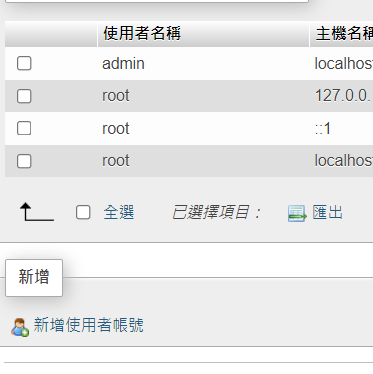 使用者名稱 主機名稱
admin localhost
root 127.0.0.
root ::1
root localhost
全選 已選擇項目： 匯出
新增
新增使用者帳號